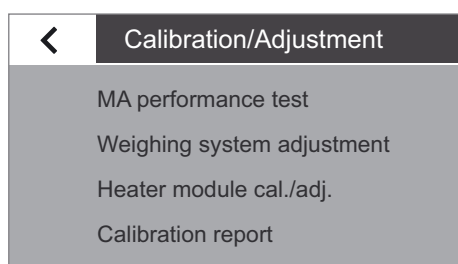 Calibration/Adjustment
MA performance test
Weighing system adjustment
Heater module cal./adj.
Calibration report